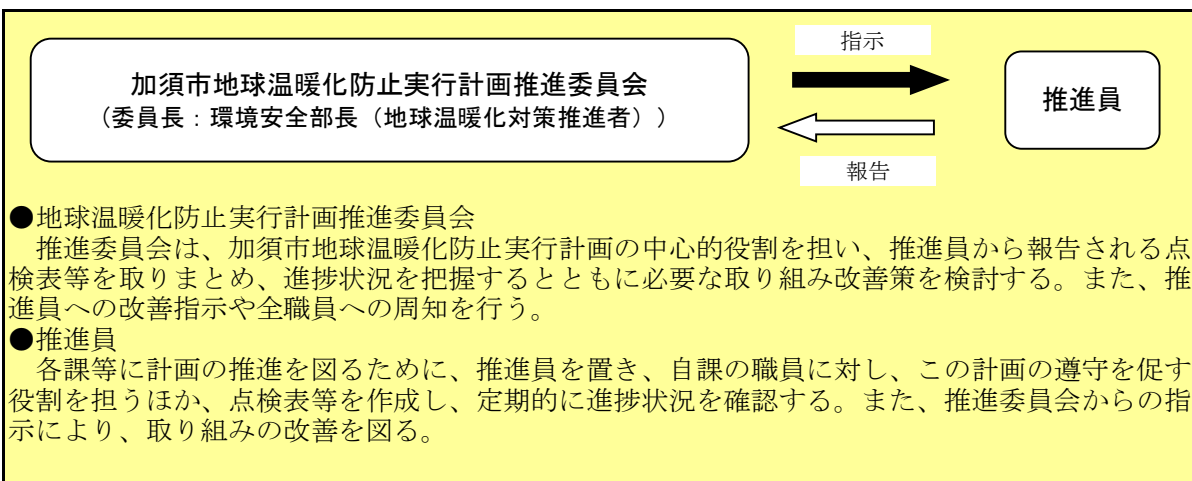 指示
加須市地球温暖化防止実行計画推進委員会
（委員長：環境安全部長（地球温暖化対策推進者））
推進員
報告
●地球温暖化防止実行計画推進委員会
　推進委員会は、加須市地球温暖化防止実行計画の中心的役割を担い、推進員から報告される点
検表等を取りまとめ、進捗状況を把握するとともに必要な取り組み改善策を検討する。また、推
進員への改善指示や全職員への周知を行う。
●推進員
　各課等に計画の推進を図るために、推進員を置き、自課の職員に対し、この計画の遵守を促す
役割を担うほか、点検表等を作成し、定期的に進捗状況を確認する。また、推進委員会からの指
示により、取り組みの改善を図る。